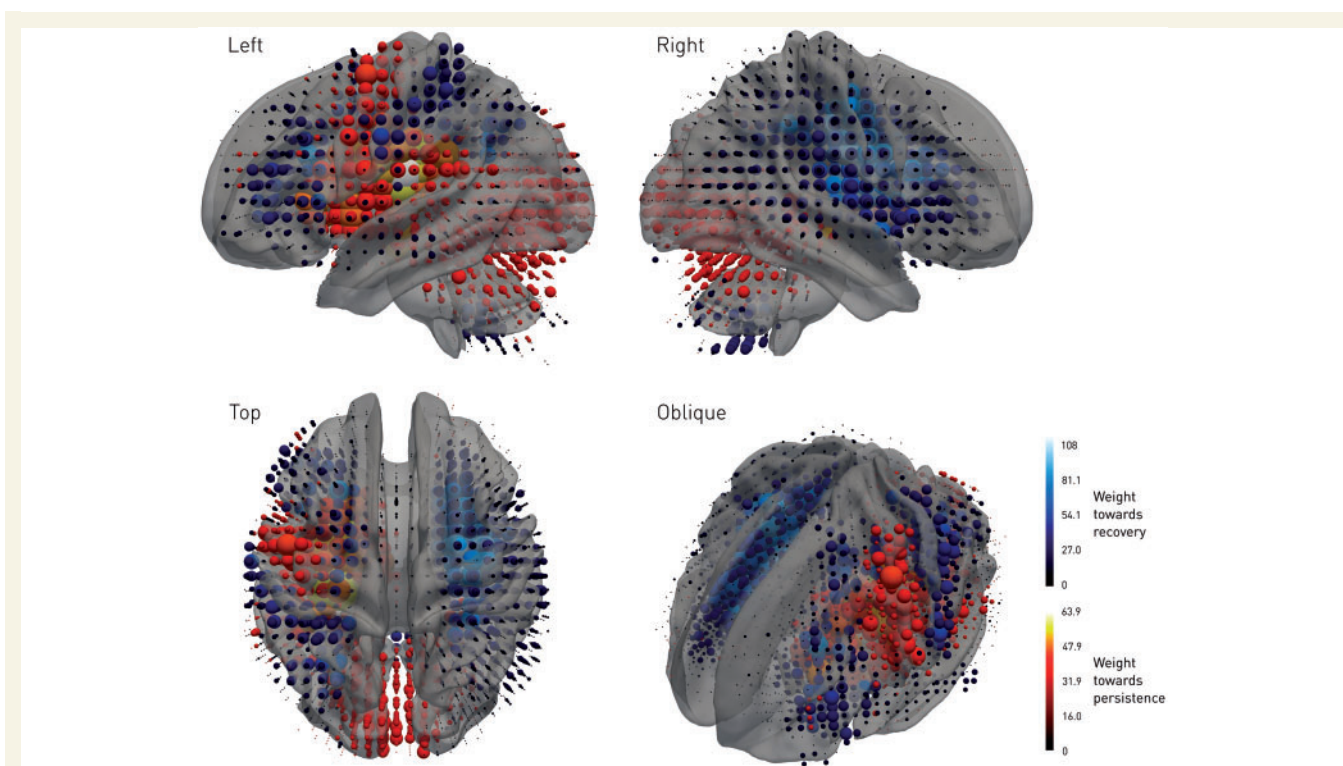 Left
Right
Top
Oblique
108
81.1
54.1
27.0
0
Weight
towards
recovery
63.9
47.9
31.9
16.0
0
Weight
towards
persistence